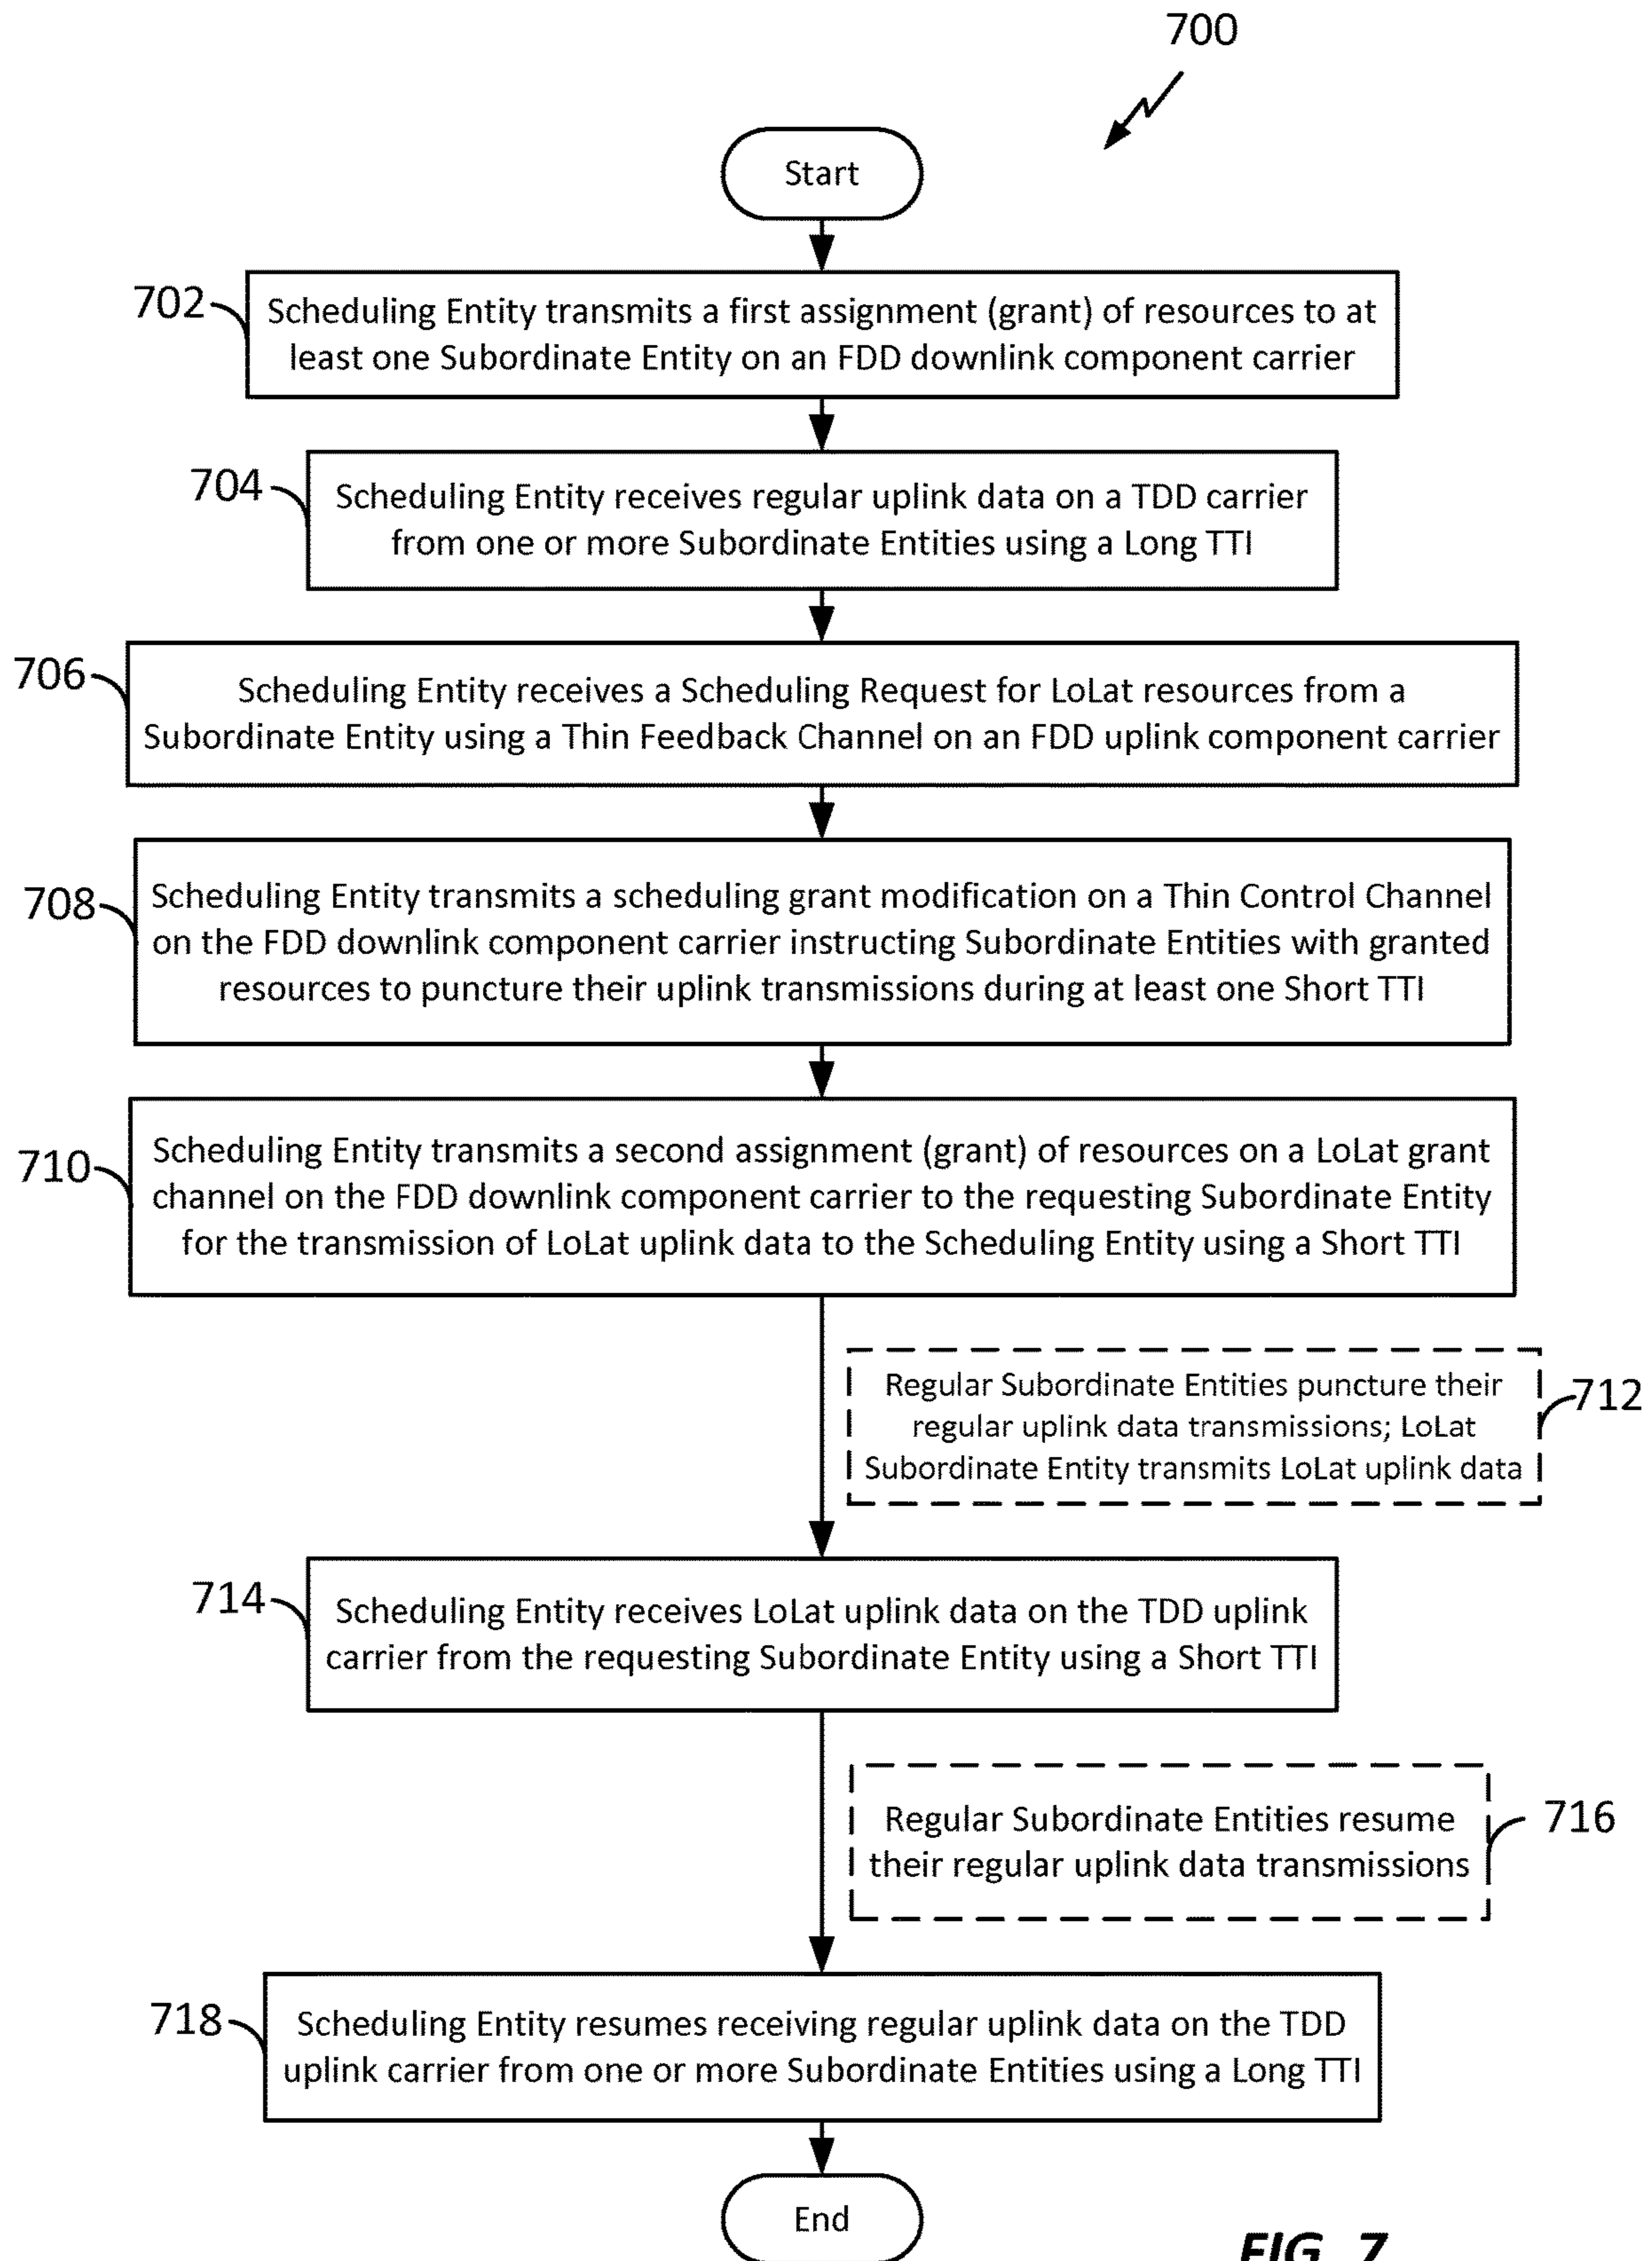 700
Start
702
Scheduling Entity transmits a first assignment (grant) of resources to at
least one Subordinate Entity on an FDD downlink component carrier
704
Scheduling Entity receives regular uplink data on a TDD carrier
from one or more Subordinate Entities using a Long TTI
706
Scheduling Entity receives a Scheduling Request for LoLat resources from a
Subordinate Entity using a Thin Feedback Channel on an FDD uplink component carrier
708
Scheduling Entity transmits a scheduling grant modification on a Thin Control Channel
on the FDD downlink component carrier instructing Subordinate Entities with granted
resources to puncture their uplink transmissions during at least one Short TTI
710
Scheduling Entity transmits a second assignment (grant) of resources on a LoLat grant
channel on the FDD downlink component carrier to the requesting Subordinate Entity
for the transmission of LoLat uplink data to the Scheduling Entity using a Short TTI
Regular Subordinate Entities puncture their
regular uplink data transmissions; LoLat
Subordinate Entity transmits LoLat uplink data
712
714
Scheduling Entity receives LoLat uplink data on the TDD uplink
carrier from the requesting Subordinate Entity using a Short TTI
Regular Subordinate Entities resume
their regular uplink data transmissions
716
718
Scheduling Entity resumes receiving regular uplink data on the TDD
uplink carrier from one or more Subordinate Entities using a Long TTI
End
FIG. 7